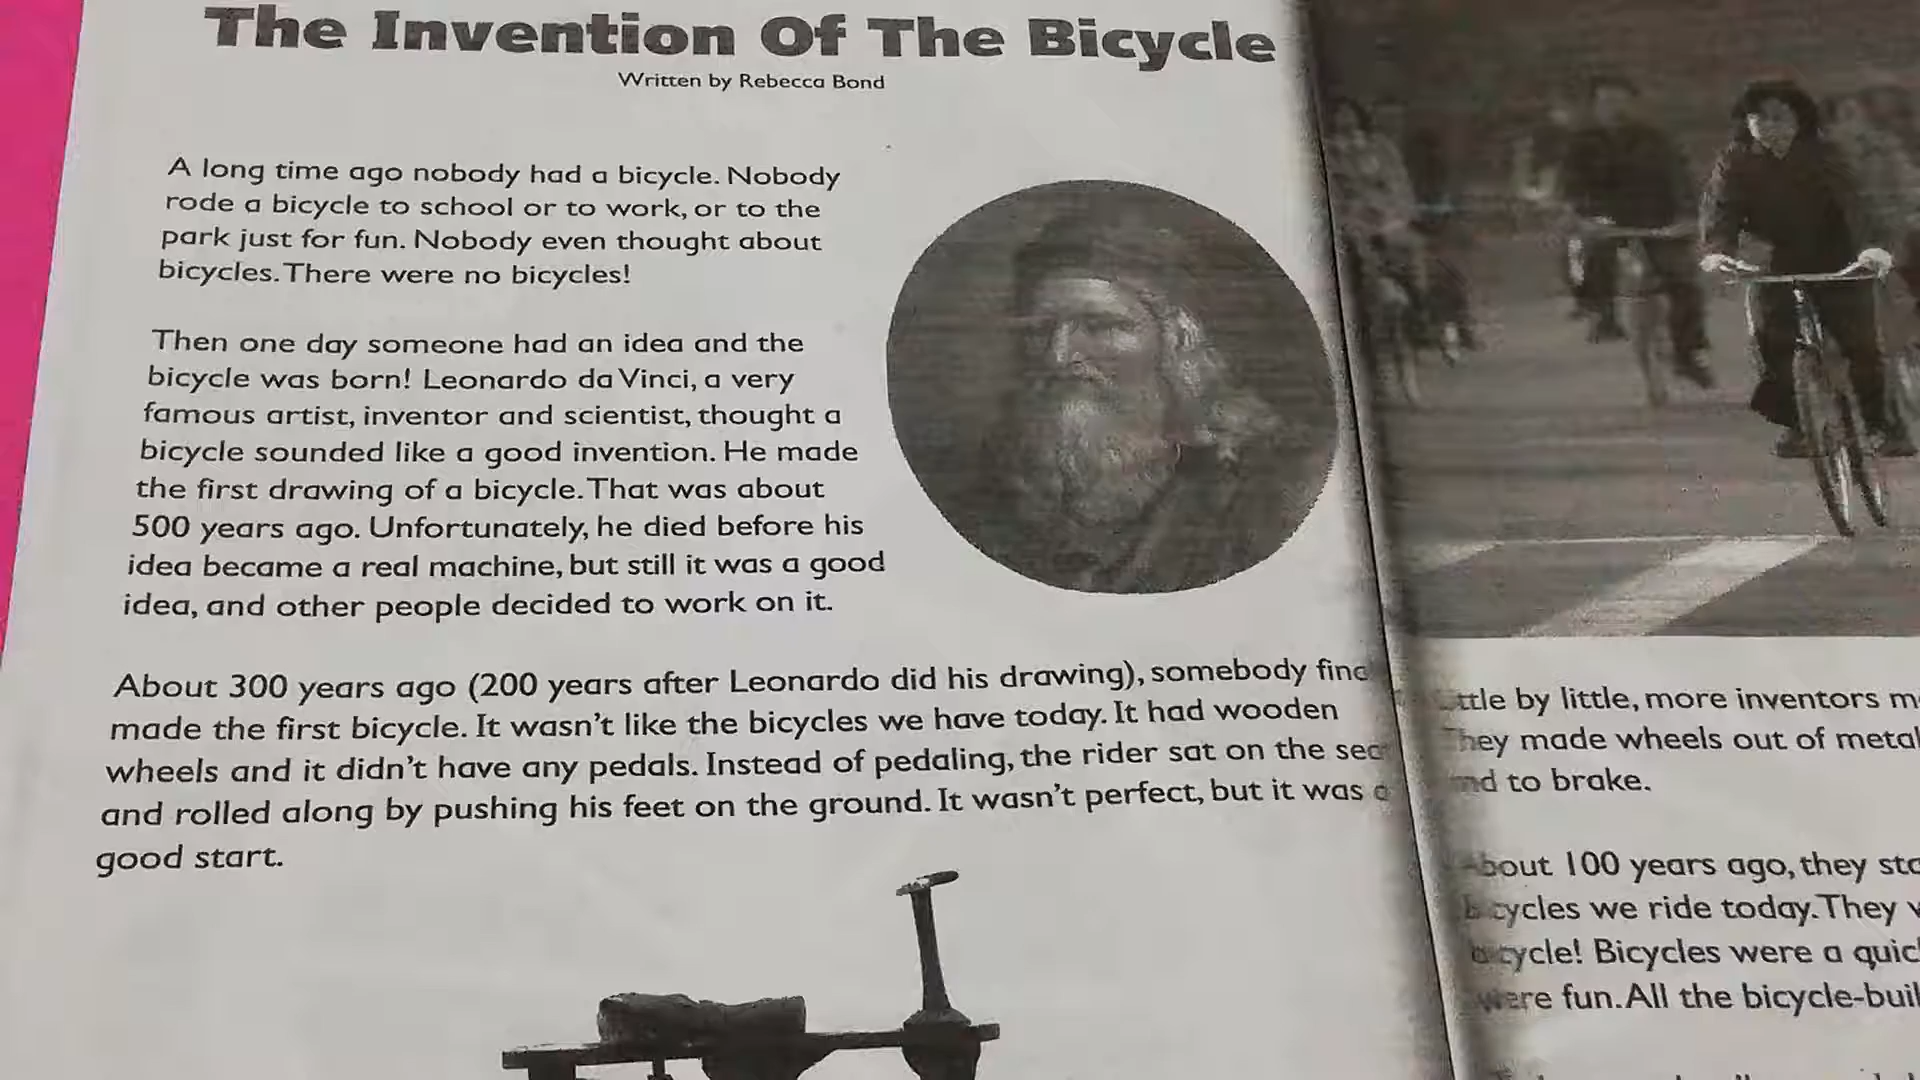 The Invention Of The Bicycle
Written by Rebecca Bond
A long time ago nobody had a bicycle. Nobody
rode a bicycle to school or to work, or to the
park just for fun. Nobody even thought about
bicycles. There were no bicycles!
Then one day someone had an idea and the
bicycle was born! Leonardo da Vinci, a very
famous artist, inventor and scientist, thought a
bicycle sounded like a good invention. He made
the first drawing of a bicycle. That was about
500 years ago. Unfortunately, he died before his
idea became a real machine, but still it was a good
idea, and other people decided to work on it.
About 300 years ago (200 years after Leonardo did his drawing), somebody
made the first bicycle. It wasn't like the bicycles we have today. It had wooden
wheels and it didn't have any pedals. Instead of pedaling, the rider sat on the
and rolled along by pushing his feet on the ground. It wasn't perfect, but it was a
good start.
by little, more inventors
made wheels out of metal
to brake.
About 100 years ago, they
bicycles we ride today. They
bicycle! Bicycles were a
were fun. All the